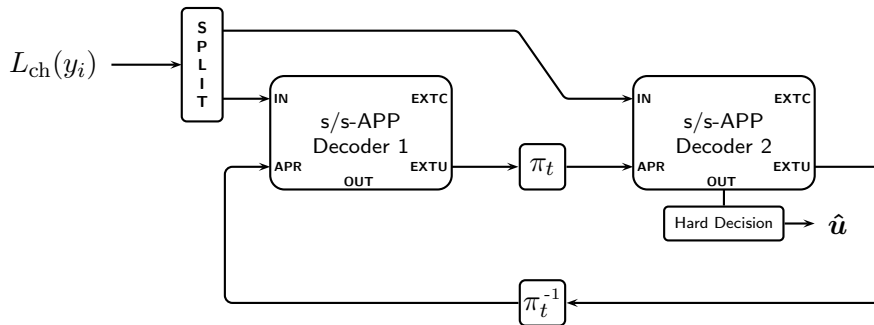 L_ch(y_i)
SPLIT
IN
EXTC
s/s-APP
Decoder 1
APR
EXTU
OUT
π_t
IN
EXTC
s/s-APP
Decoder 2
APR
EXTU
OUT
Hard Decision
û
π_t^-1